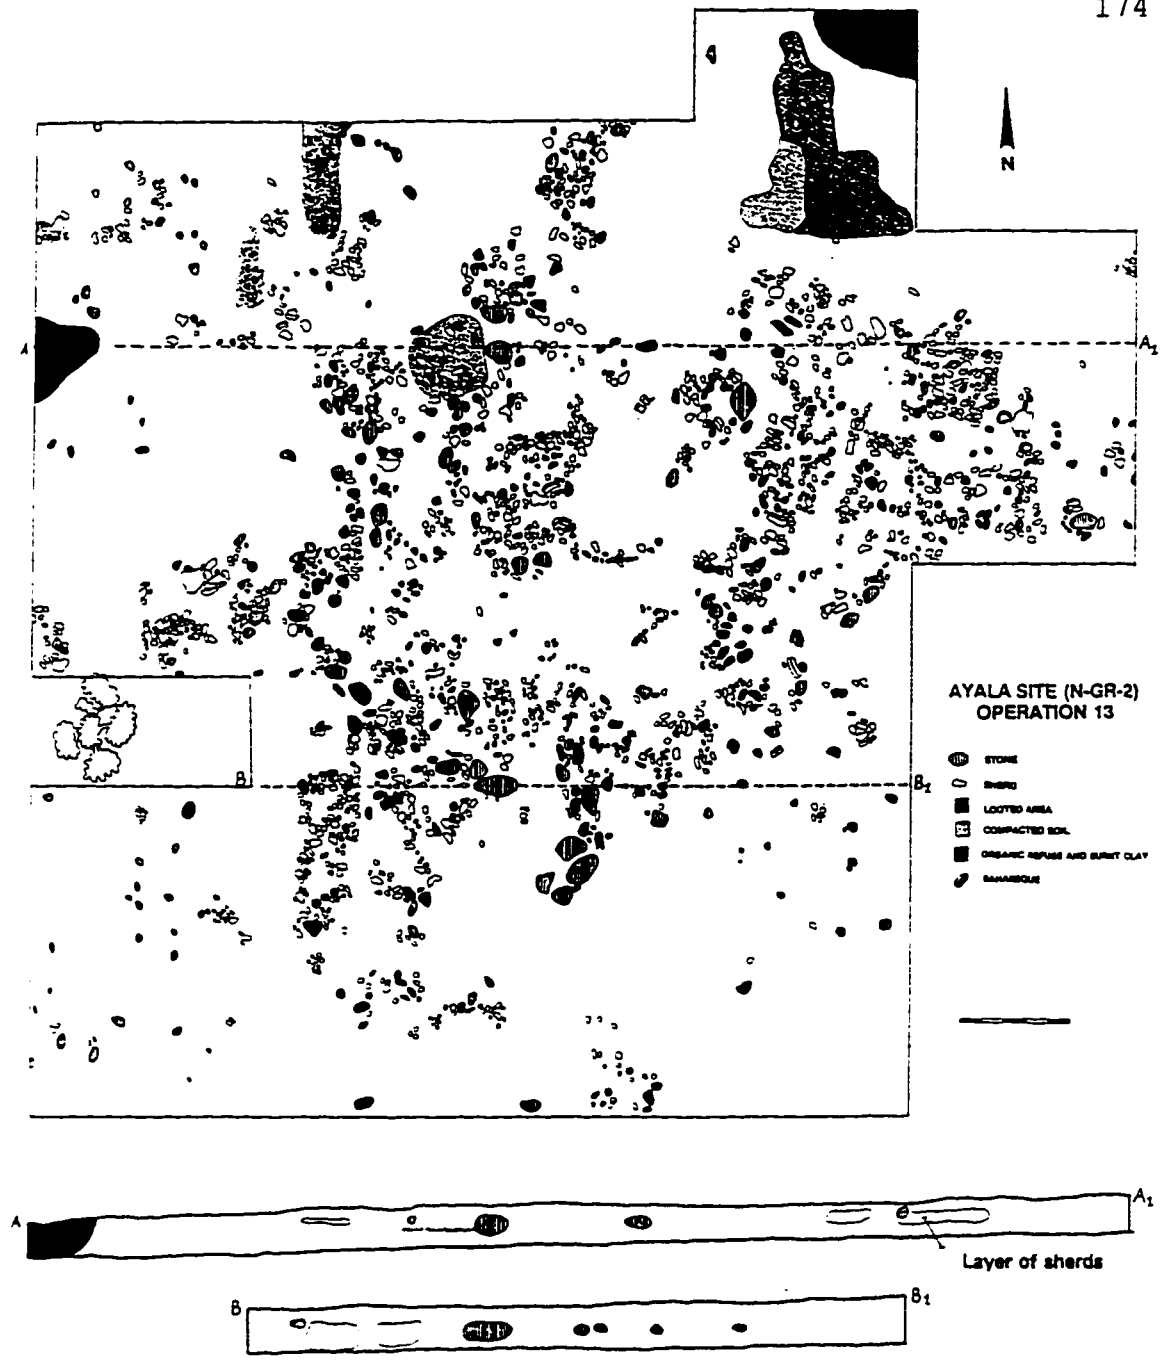 174
N
A
A1
B
B1
AYALA SITE (N-GR-2)
OPERATION 13
STONE
SHERD
LOOTED AREA
COMPACTED SOIL
ORGANIC REFUSE AND BURNT CLAY
BAHAREQUE
A
A1
Layer of sherds
B
B1